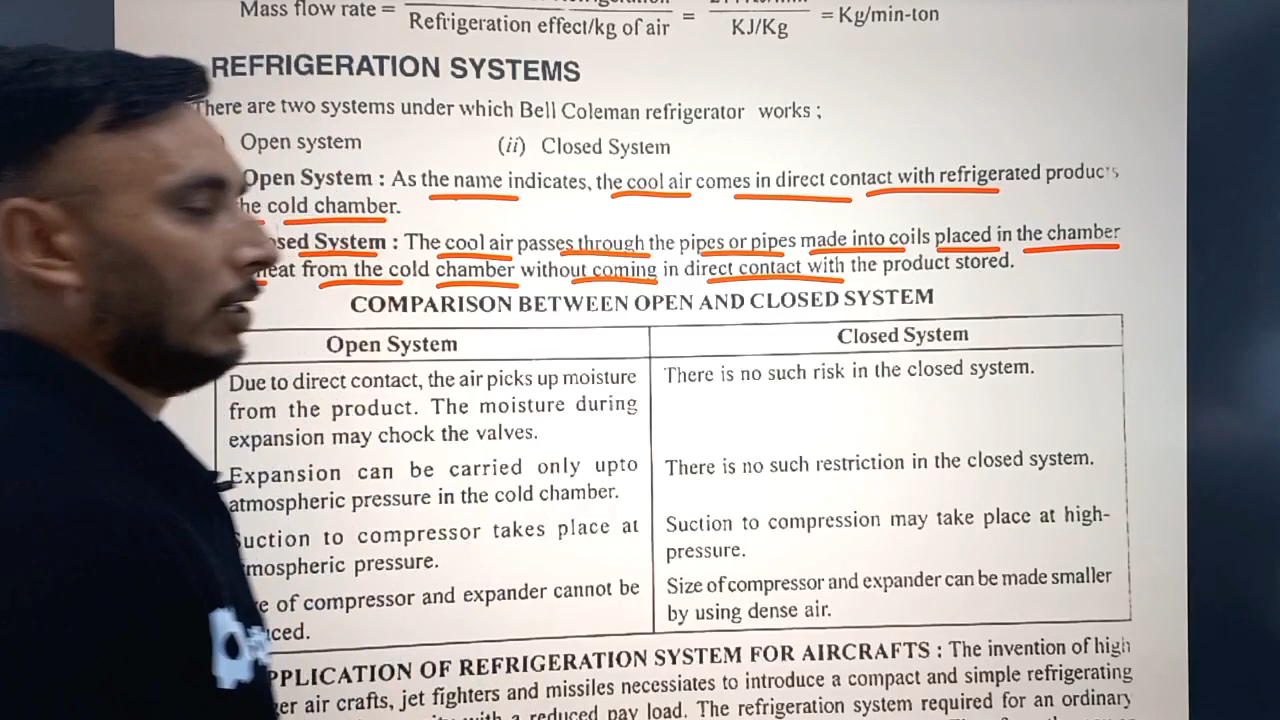 Mass flow rate = Refrigeration effect/kg of air = KJ/Kg = Kg/min-ton
REFRIGERATION SYSTEMS
There are two systems under which Bell Coleman refrigerator works ;
Open system (ii) Closed System
Open System : As the name indicates, the cool air comes in direct contact with refrigerated products
cold chamber.
System : The cool air passes through the pipes or pipes made into coils placed in the chamber
from the cold chamber without coming in direct contact with the product stored.
COMPARISON BETWEEN OPEN AND CLOSED SYSTEM
Open System
Closed System
Due to direct contact, the air picks up moisture
from the product. The moisture during
expansion may chock the valves.
There is no such risk in the closed system.
Expansion can be carried only upto
atmospheric pressure in the cold chamber.
There is no such restriction in the closed system.
Suction to compressor takes place at
pressure.
Suction to compression may take place at high-
pressure.
of compressor and expander cannot be
Size of compressor and expander can be made smaller
by using dense air.
OF REFRIGERATION SYSTEM FOR AIRCRAFTS : The invention of high
air crafts, jet fighters and missiles necessiates to introduce a compact and simple refrigerating
with a reduced pay load. The refrigeration system required for an ordinary